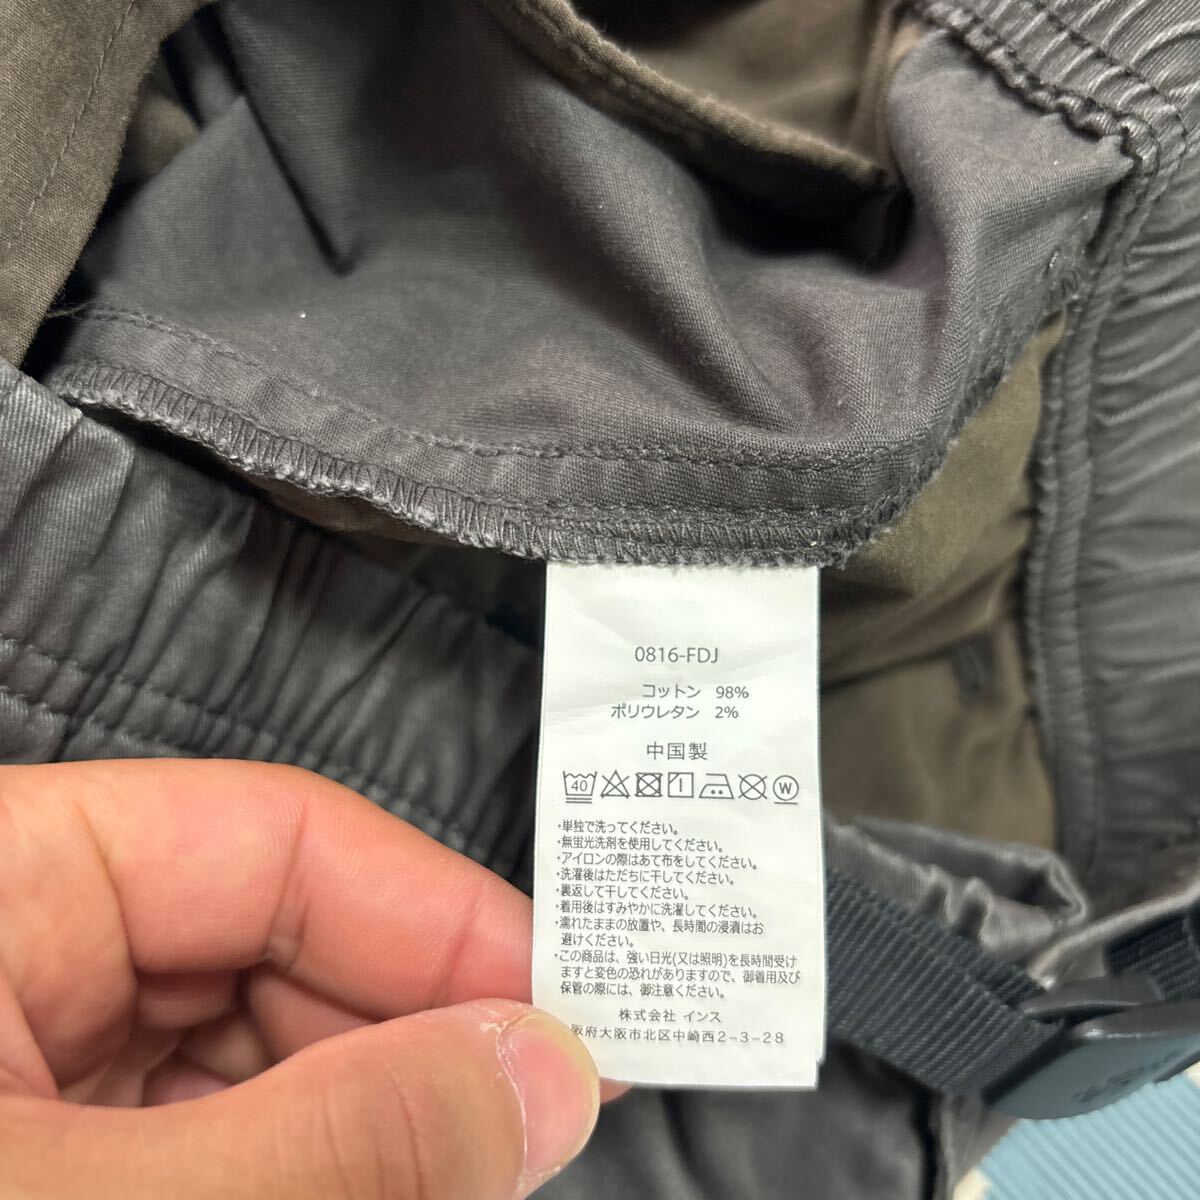 0816-FDJ
コットン 98%
ポリウレタン 2%
中国製
40 W
・単独で洗ってください。
・無蛍光洗剤を使用してください。
・アイロンの際はあて布をしてください。
・洗濯後はただちに干してください。
・裏返して干してください。
・着用後はすみやかに洗濯してください。
・濡れたままの放置や、長時間の浸漬はお
避けください。
・この商品は、強い日光(又は照明)を長時間受け
ますと変色の恐れがありますので、御着用及び
保管の際には、御注意ください。
株式会社 インス
阪府大阪市北区中崎西2-3-28